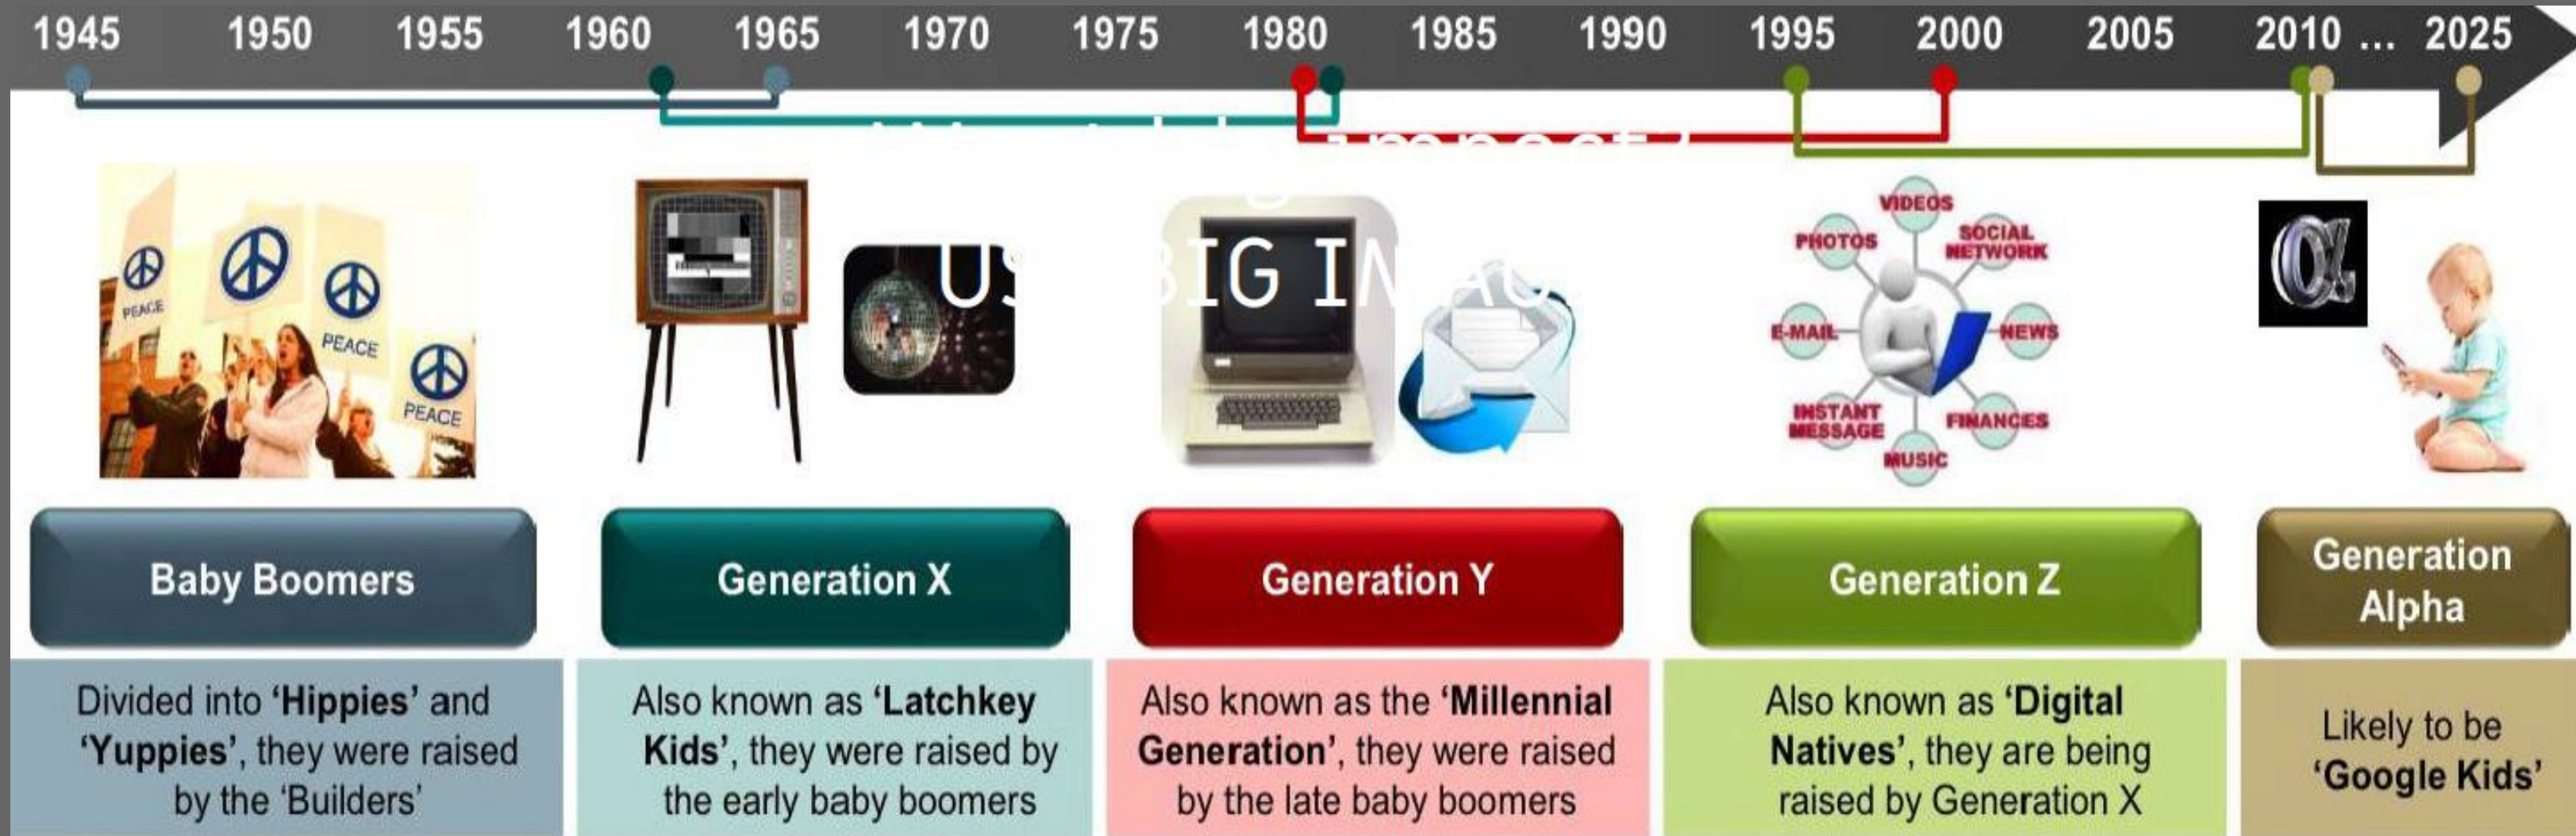 1945 1950 1955 1960 1965 1970 1975 1980 1985 1990 1995 2000 2005 2010 ... 2025
impact?
BIG
PEACE
PEACE
PEACE
VIDEOS
PHOTOS
SOCIAL
NETWORK
E-MAIL
NEWS
INSTANT
MESSAGE
FINANCES
MUSIC
α
Baby Boomers
Divided into ‘Hippies’ and
‘Yuppies’, they were raised
by the ‘Builders’
Generation X
Also known as ‘Latchkey
Kids’, they were raised by
the early baby boomers
Generation Y
Also known as the ‘Millennial
Generation’, they were raised
by the late baby boomers
Generation Z
Also known as ‘Digital
Natives’, they are being
raised by Generation X
Generation
Alpha
Likely to be
‘Google Kids’